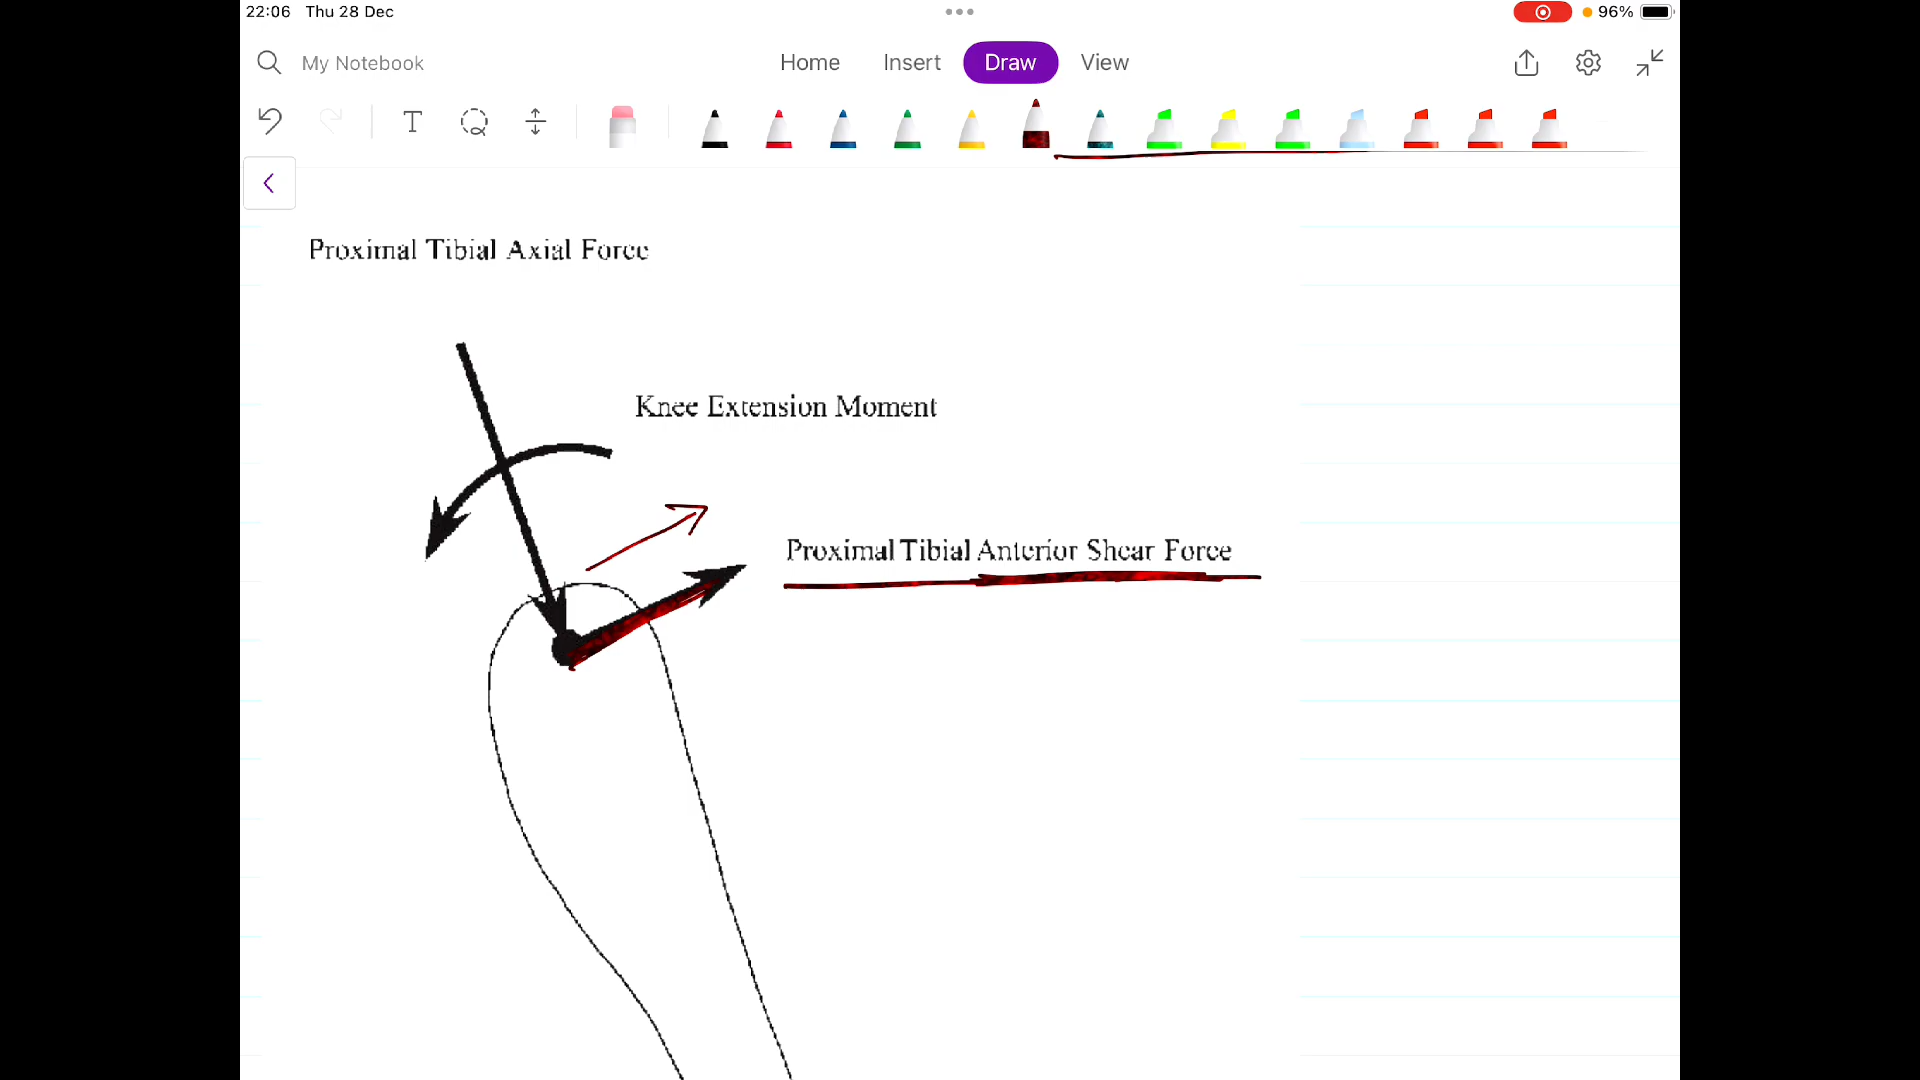 22:06 Thu 28 Dec
96%
My Notebook
Home Insert Draw View
T
Proximal Tibial Axial Force
Knee Extension Moment
Proximal Tibial Anterior Shear Force